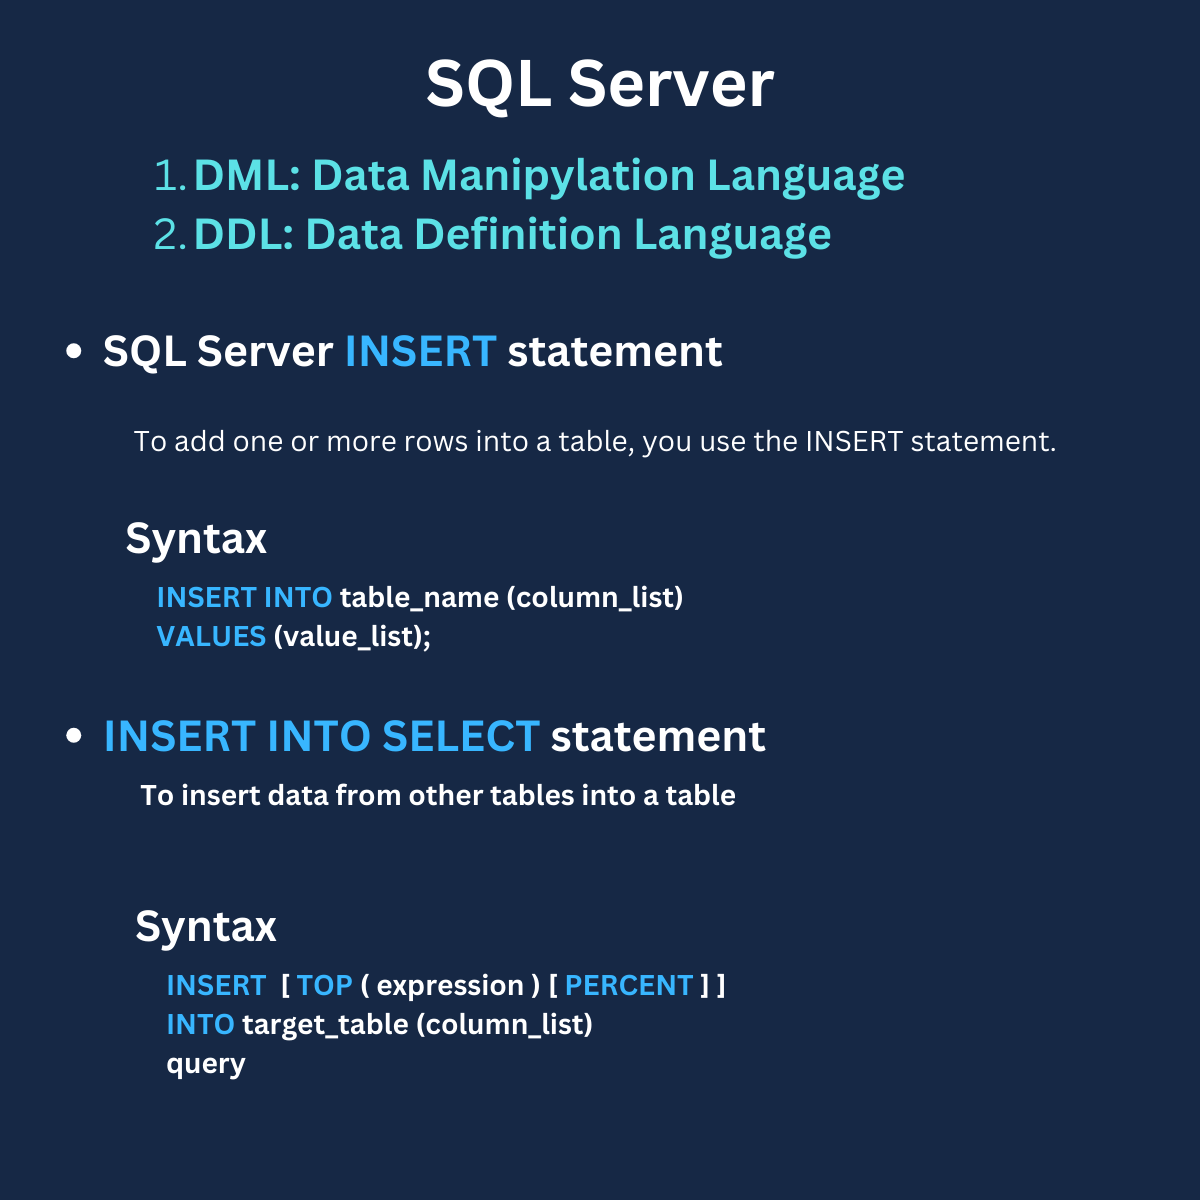 SQL Server
1. DML: Data Manipylation Language
2. DDL: Data Definition Language
• SQL Server INSERT statement
To add one or more rows into a table, you use the INSERT statement.
Syntax
INSERT INTO table_name (column_list)
VALUES (value_list);
• INSERT INTO SELECT statement
To insert data from other tables into a table
Syntax
INSERT [ TOP ( expression ) [ PERCENT ] ]
INTO target_table (column_list)
query